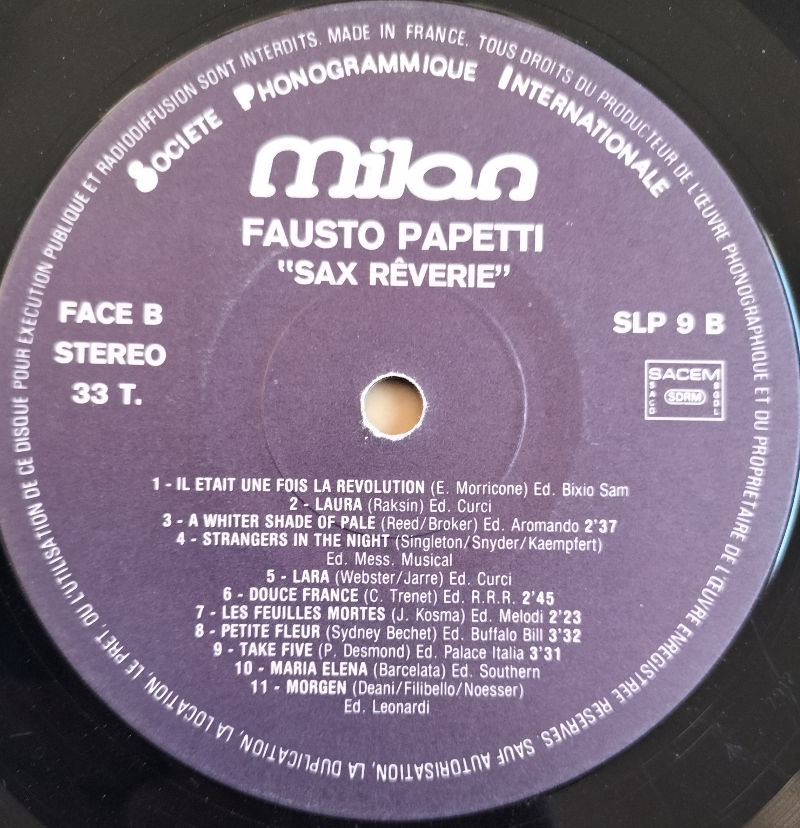 MADE IN FRANCE. TOUS DROITS DU PRODUCTEUR DE L'ŒUVRE PHONOGRAPHIQUE ET DU PROPRIETAIRE DE L'ŒUVRE ENREGISTREE RESERVES. SAUF AUTORISATION, LA DUPLICATION, LA LOCATION, LE PRET, OU L'UTILISATION DE CE DISQUE POUR EXECUTION PUBLIQUE ET RADIODIFFUSION SONT INTERDITS.
SOCIETE PHONOGRAMMIQUE INTERNATIONALE
milan
FAUSTO PAPETTI
"SAX RÊVERIE"
FACE B
STEREO
33 T.
SLP 9 B
SACEM
SACD SDRM SGDL
1 - IL ETAIT UNE FOIS LA REVOLUTION (E. Morricone) Ed. Bixio Sam
2 - LAURA (Raksin) Ed. Curci
3 - A WHITER SHADE OF PALE (Reed/Broker) Ed. Aromando 2'37
4 - STRANGERS IN THE NIGHT (Singleton/Snyder/Kaempfert)
Ed. Mess. Musical
5 - LARA (Webster/Jarre) Ed. Curci
6 - DOUCE FRANCE (C. Trenet) Ed. R.R.R. 2'45
7 - LES FEUILLES MORTES (J. Kosma) Ed. Melodi 2'23
8 - PETITE FLEUR (Sydney Bechet) Ed. Buffalo Bill 3'32
9 - TAKE FIVE (P. Desmond) Ed. Palace Italia 3'31
10 - MARIA ELENA (Barcelata) Ed. Southern
11 - MORGEN (Deani/Filibello/Noesser)
Ed. Leonardi